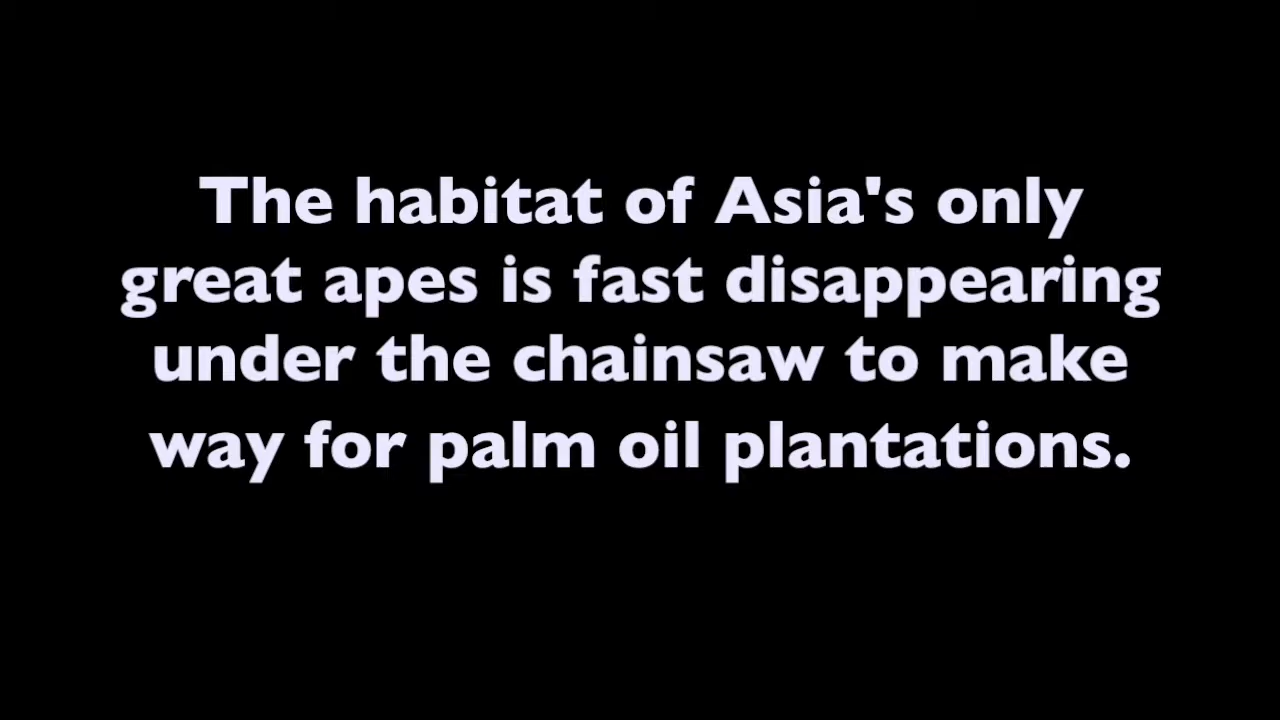 The habitat of Asia's only
great apes is fast disappearing
under the chainsaw to make
way for palm oil plantations.